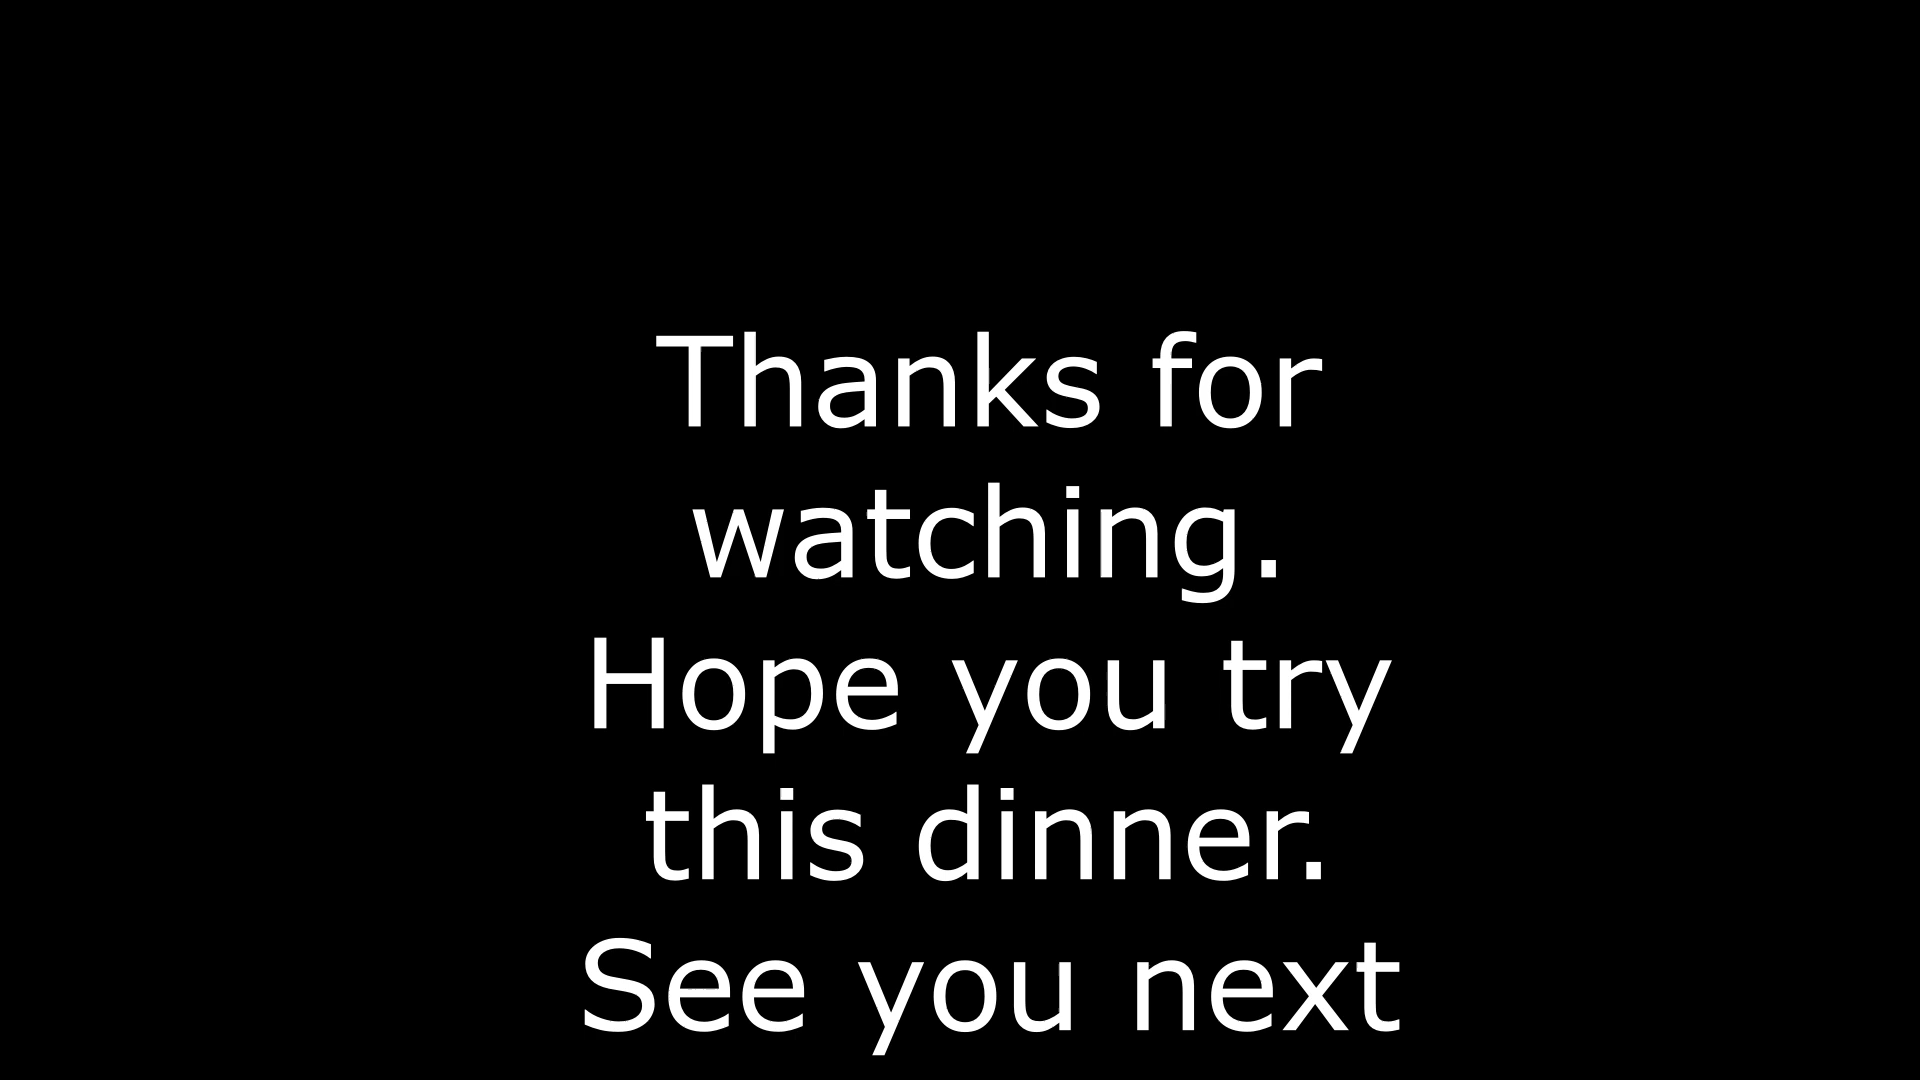 Thanks for
watching.
Hope you try
this dinner.
See you next